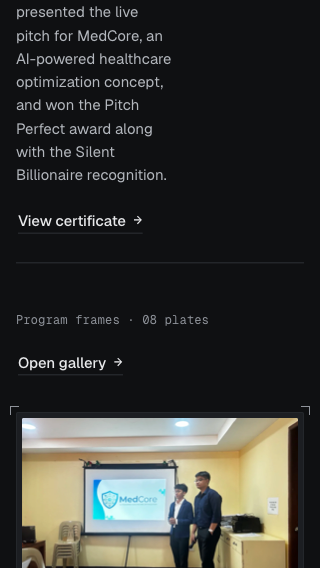 presented the live
pitch for MedCore, an
AI-powered healthcare
optimization concept,
and won the Pitch
Perfect award along
with the Silent
Billionaire recognition.
View certificate →
Program frames · 08 plates
Open gallery →
MedCore